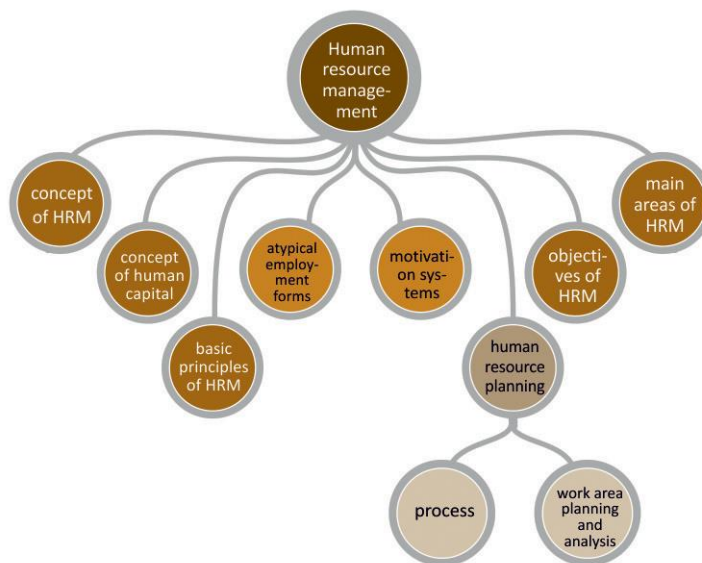 Human
resource
manage-
ment
concept
of HRM
main
areas of
HRM
concept
of human
capital
atypical
employ-
ment
forms
motivati-
on sys-
tems
objecti-
ves of
HRM
basic
principles
of HRM
human
resource
planning
process
work area
planning
and
analysis